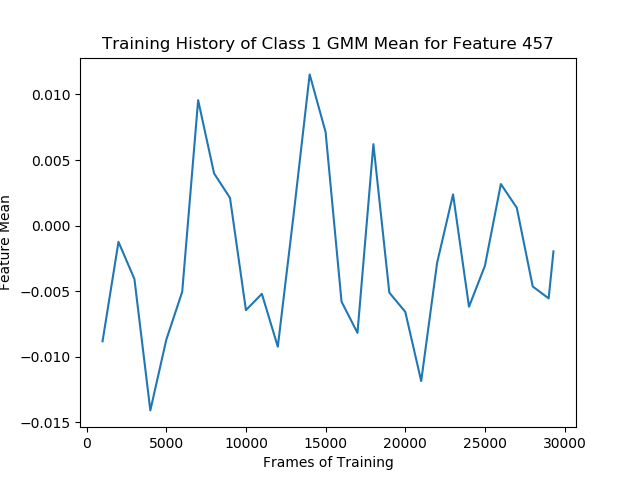 Training History of Class 1 GMM Mean for Feature 457
0.010
0.005
0.000
−0.005
−0.010
−0.015
Feature Mean
0 5000 10000 15000 20000 25000 30000
Frames of Training